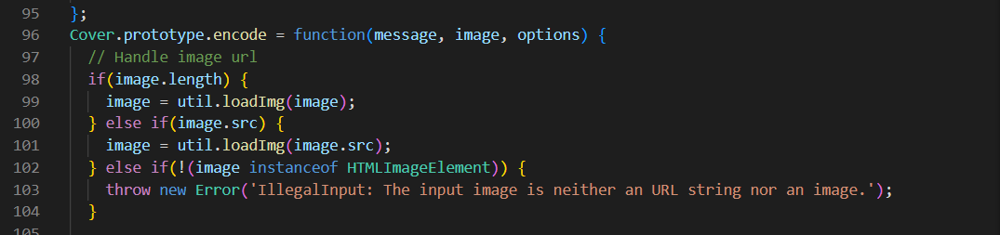 95 };
96 Cover.prototype.encode = function(message, image, options) {
97 // Handle image url
98 if(image.length) {
99 image = util.loadImg(image);
100 } else if(image.src) {
101 image = util.loadImg(image.src);
102 } else if(!(image instanceof HTMLImageElement)) {
103 throw new Error('IllegalInput: The input image is neither an URL string nor an image.');
104 }
105